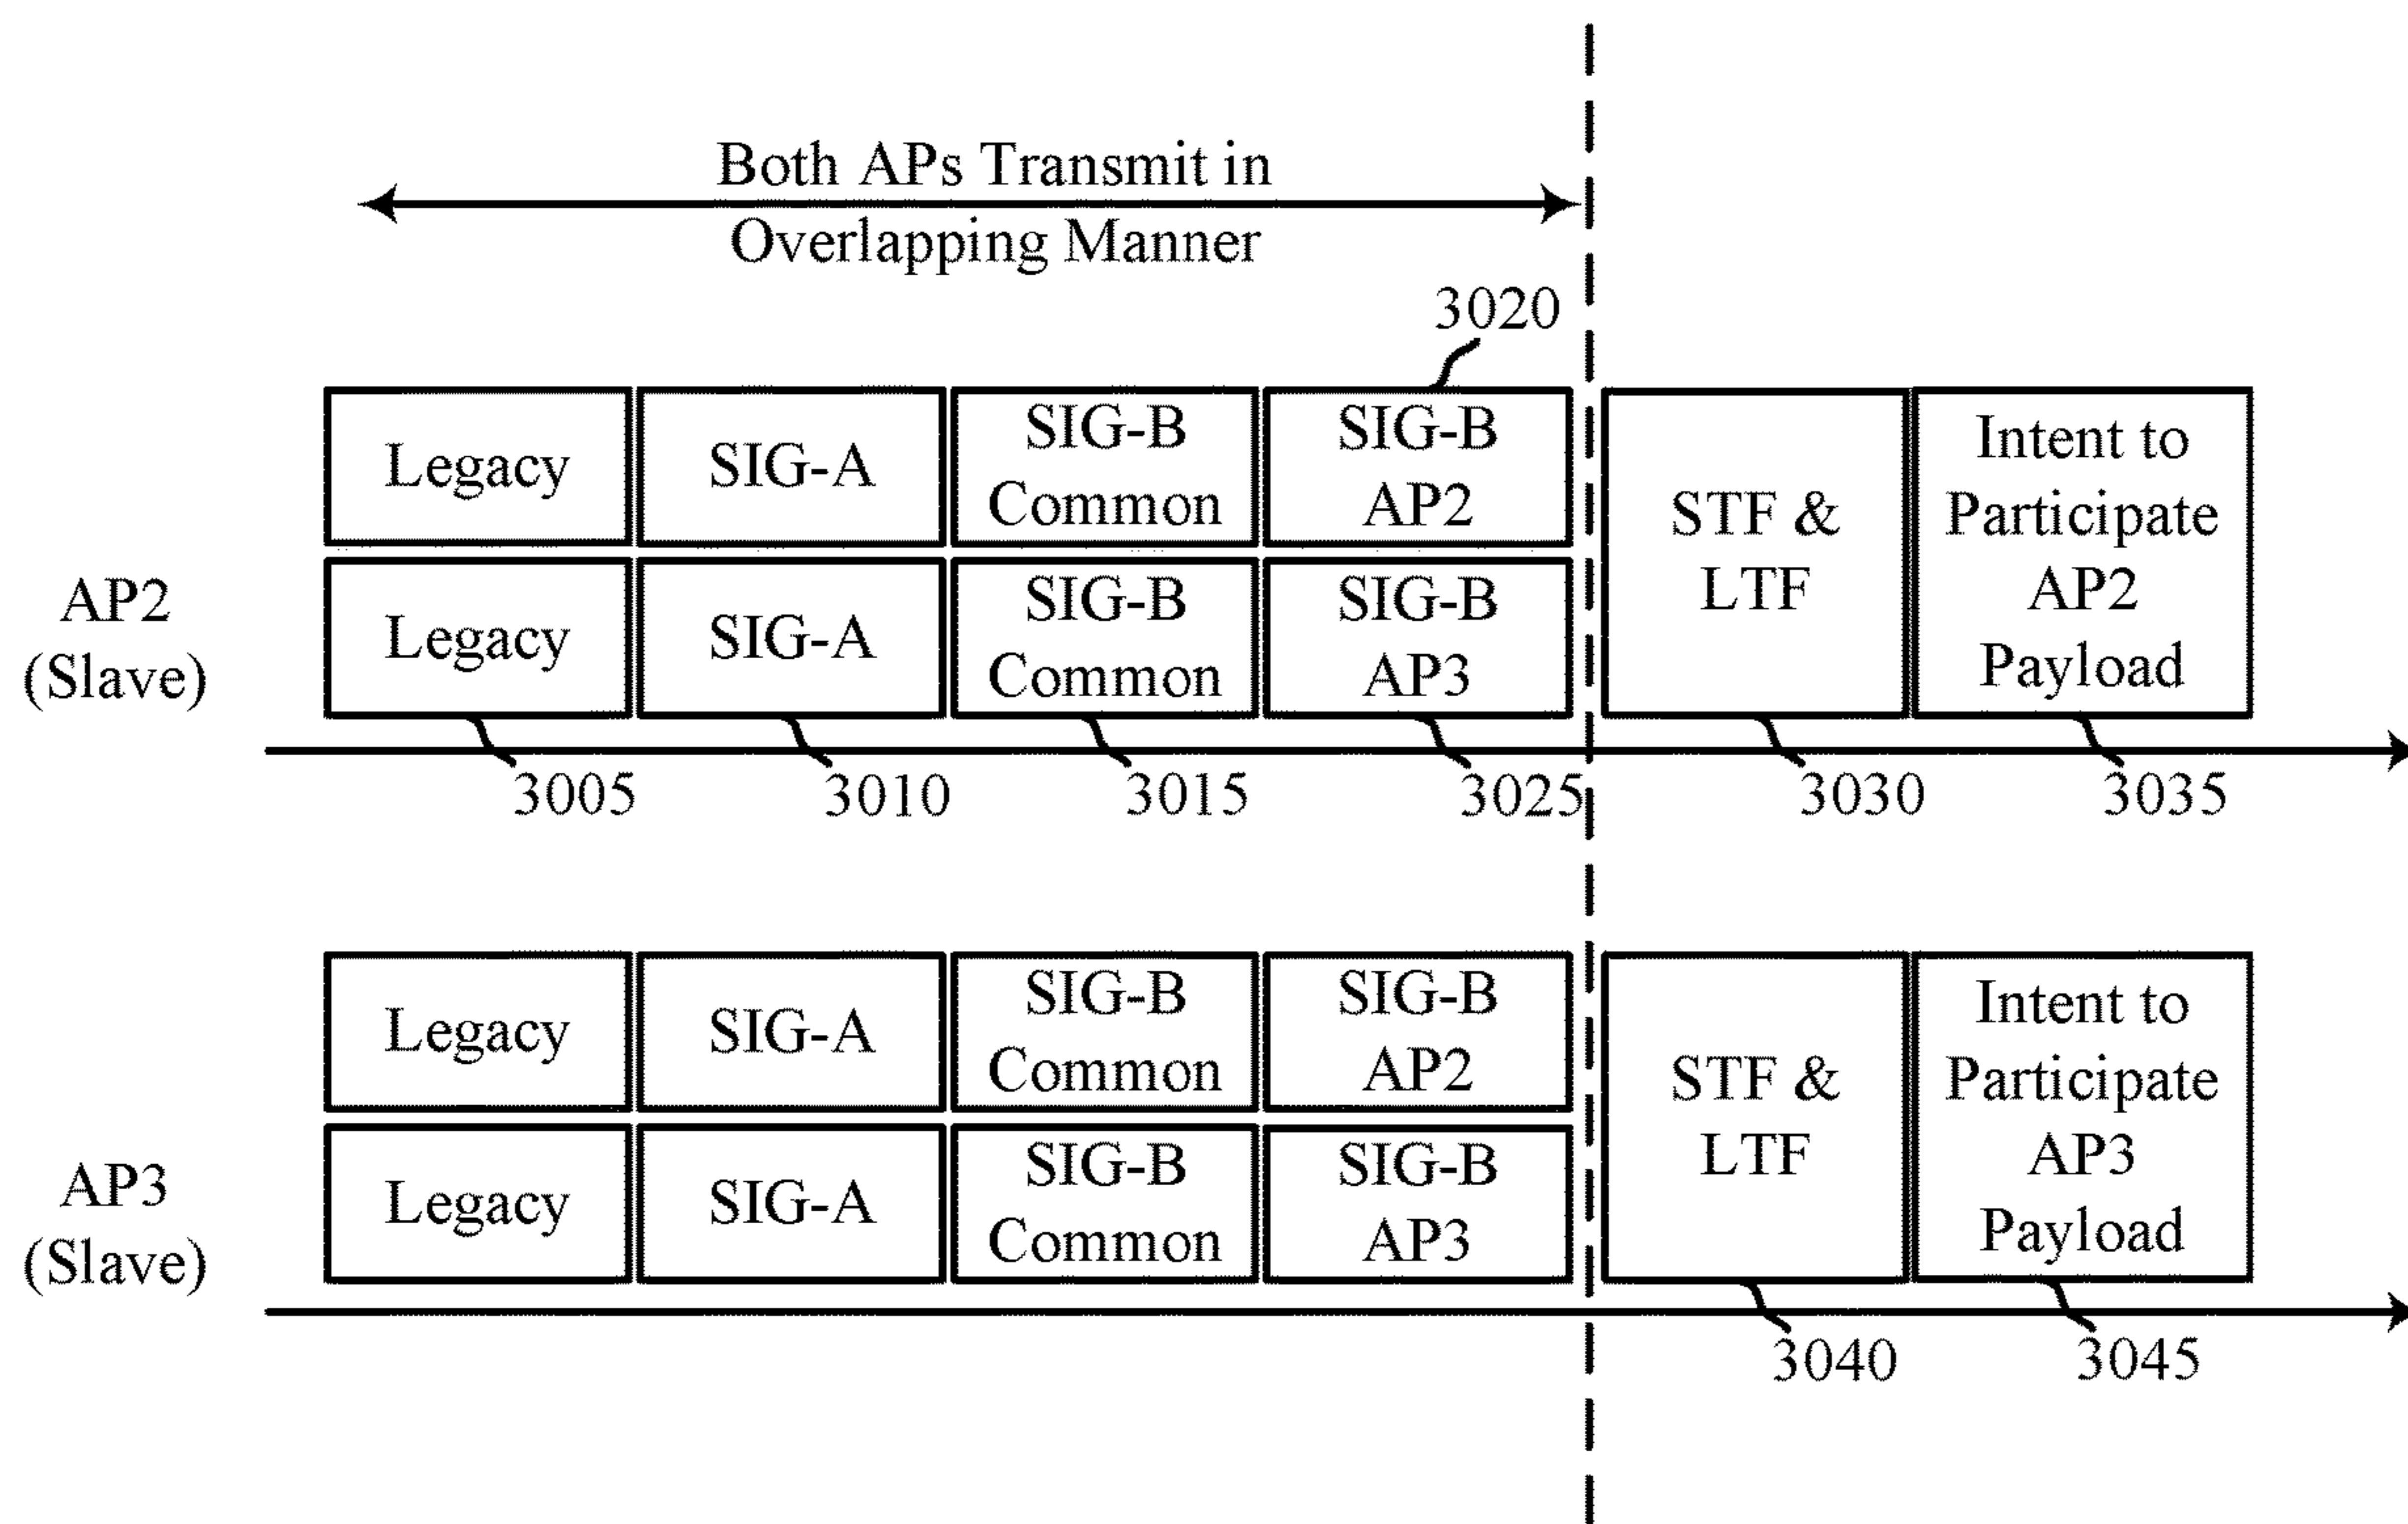 Both APs Transmit in
Overlapping Manner
3020
Legacy
SIG-A
SIG-B
Common
SIG-B
AP2
Legacy
SIG-A
SIG-B
Common
SIG-B
AP3
STF &
LTF
Intent to
Participate
AP2
Payload
AP2
(Slave)
3005
3010
3015
3025
3030
3035
Legacy
SIG-A
SIG-B
Common
SIG-B
AP2
Legacy
SIG-A
SIG-B
Common
SIG-B
AP3
STF &
LTF
Intent to
Participate
AP3
Payload
AP3
(Slave)
3040
3045